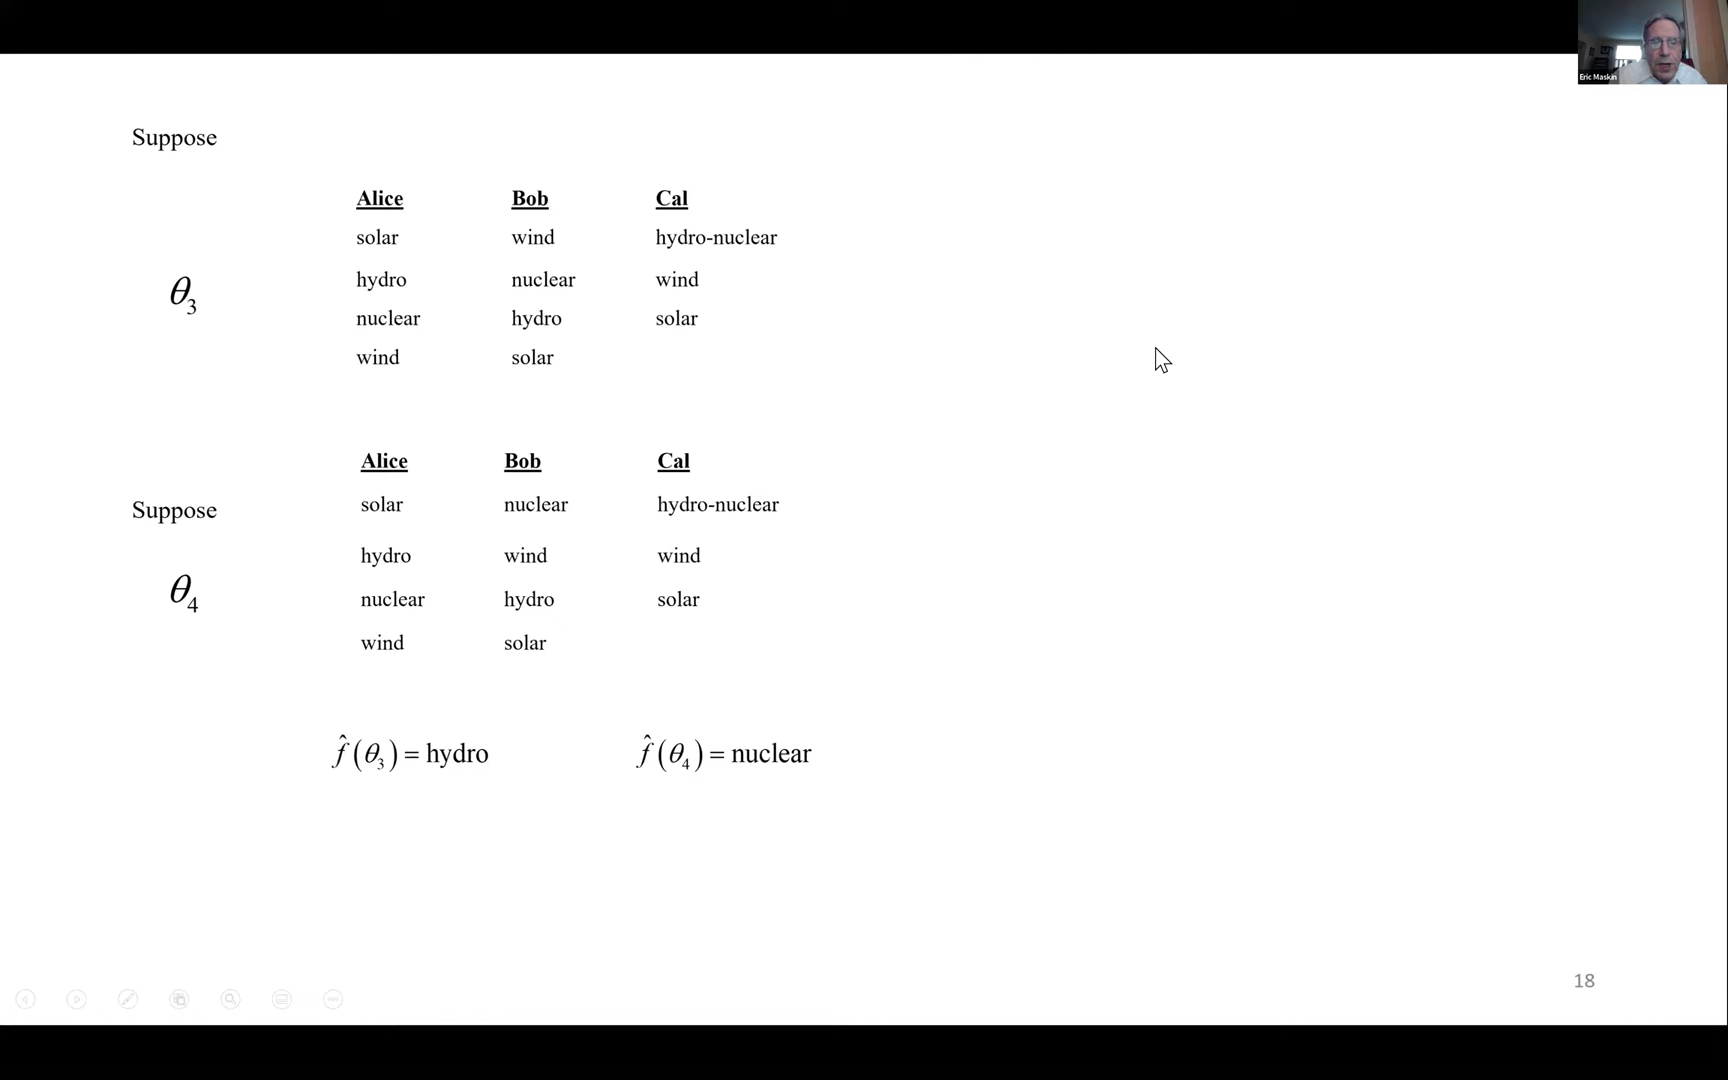 Eric Maskin
Suppose
Alice Bob Cal
solar wind hydro-nuclear
θ3 hydro nuclear wind
nuclear hydro solar
wind solar
Alice Bob Cal
Suppose solar nuclear hydro-nuclear
hydro wind wind
θ4 nuclear hydro solar
wind solar
f̂(θ3) = hydro f̂(θ4) = nuclear
18